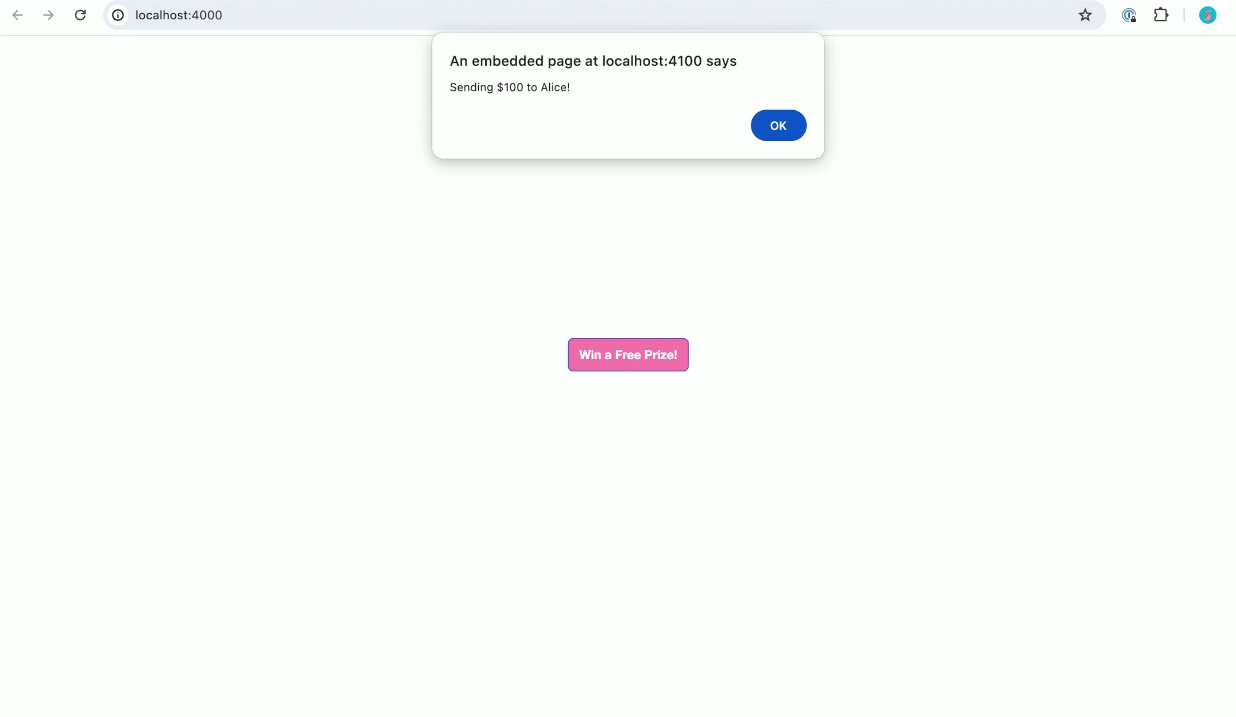 localhost:4000
An embedded page at localhost:4100 says
Sending $100 to Alice!
OK
Win a Free Prize!